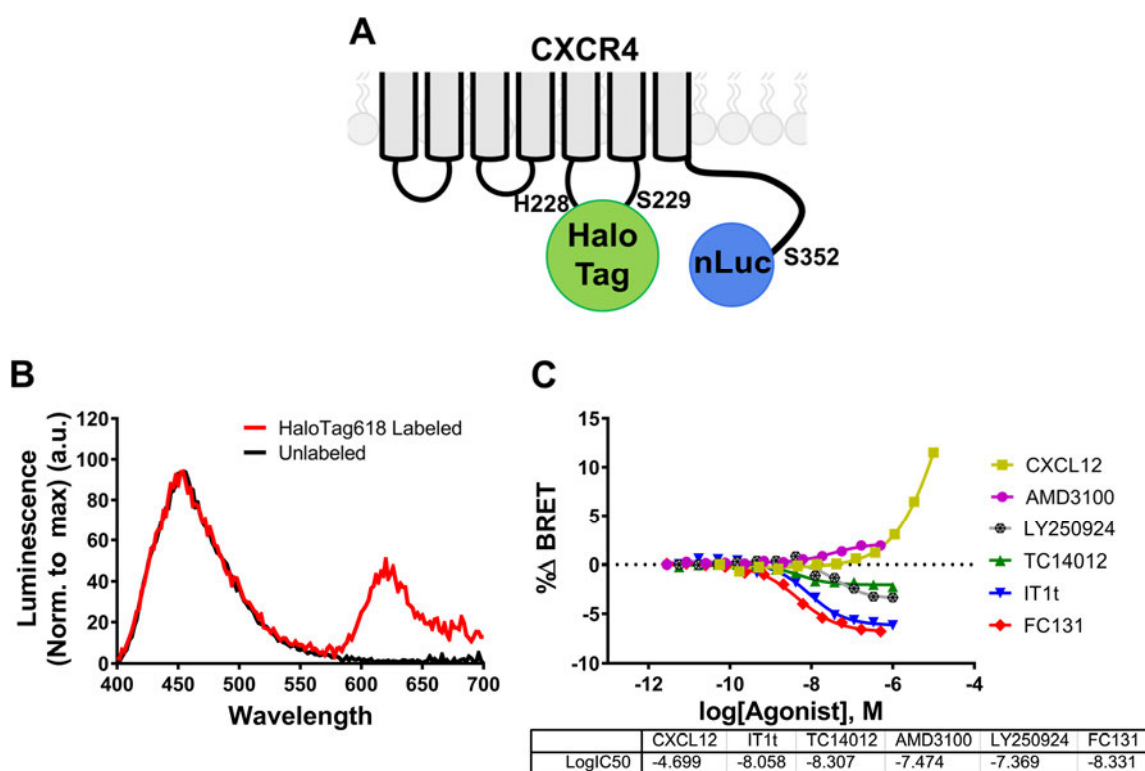 A
CXCR4
H228
S229
Halo
Tag
nLuc
S352
B
Luminescence
(Norm. to max) (a.u.)
120
100
80
60
40
20
0
HaloTag618 Labeled
Unlabeled
400 450 500 550 600 650 700
Wavelength
C
%Δ BRET
15
10
5
0
-5
-10
-12 -10 -8 -6 -4
log[Agonist], M
CXCL12
AMD3100
LY250924
TC14012
IT1t
FC131
CXCL12 IT1t TC14012 AMD3100 LY250924 FC131
LogIC50 -4.699 -8.058 -8.307 -7.474 -7.369 -8.331